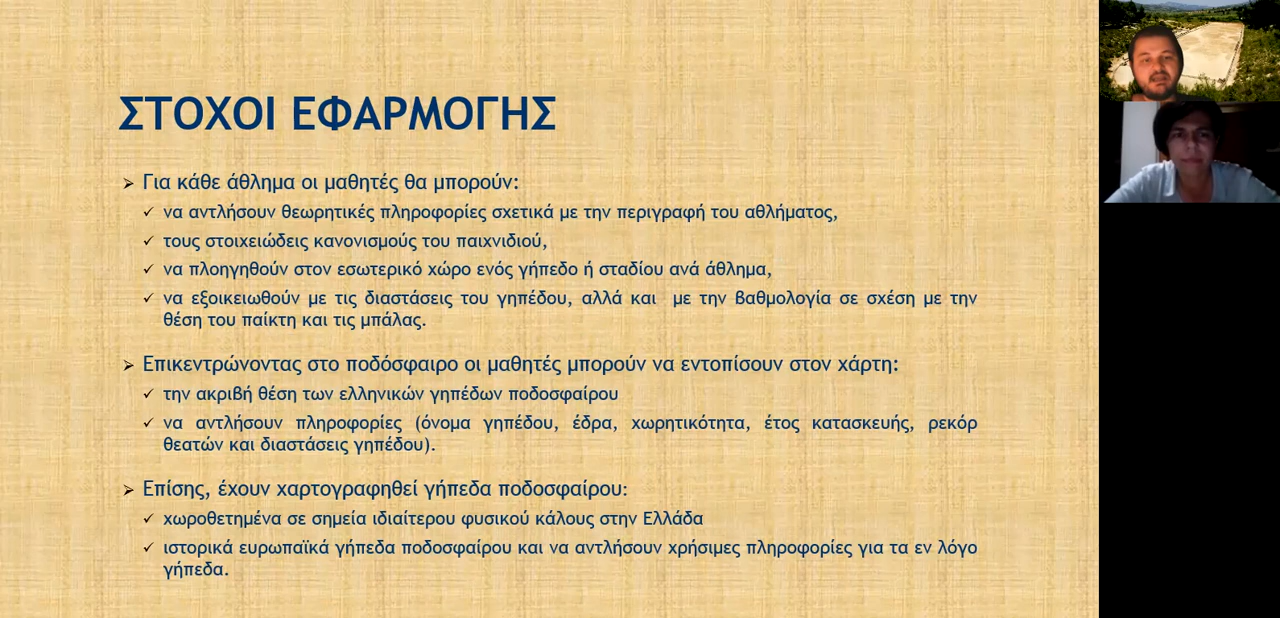 ΣΤΟΧΟΙ ΕΦΑΡΜΟΓΗΣ
Για κάθε άθλημα οι μαθητές θα μπορούν:
να αντλήσουν θεωρητικές πληροφορίες σχετικά με την περιγραφή του αθλήματος,
τους στοιχειώδεις κανονισμούς του παιχνιδιού,
να πλοηγηθούν στον εσωτερικό χώρο ενός γήπεδο ή σταδίου ανά άθλημα,
να εξοικειωθούν με τις διαστάσεις του γηπέδου, αλλά και με την βαθμολογία σε σχέση με την
θέση του παίκτη και τις μπάλας.
Επικεντρώνοντας στο ποδόσφαιρο οι μαθητές μπορούν να εντοπίσουν στον χάρτη:
την ακριβή θέση των ελληνικών γηπέδων ποδοσφαίρου
να αντλήσουν πληροφορίες (όνομα γηπέδου, έδρα, χωρητικότητα, έτος κατασκευής, ρεκόρ
θεατών και διαστάσεις γηπέδου).
Επίσης, έχουν χαρτογραφηθεί γήπεδα ποδοσφαίρου:
χωροθετημένα σε σημεία ιδιαίτερου φυσικού κάλους στην Ελλάδα
ιστορικά ευρωπαϊκά γήπεδα ποδοσφαίρου και να αντλήσουν χρήσιμες πληροφορίες για τα εν λόγο
γήπεδα.